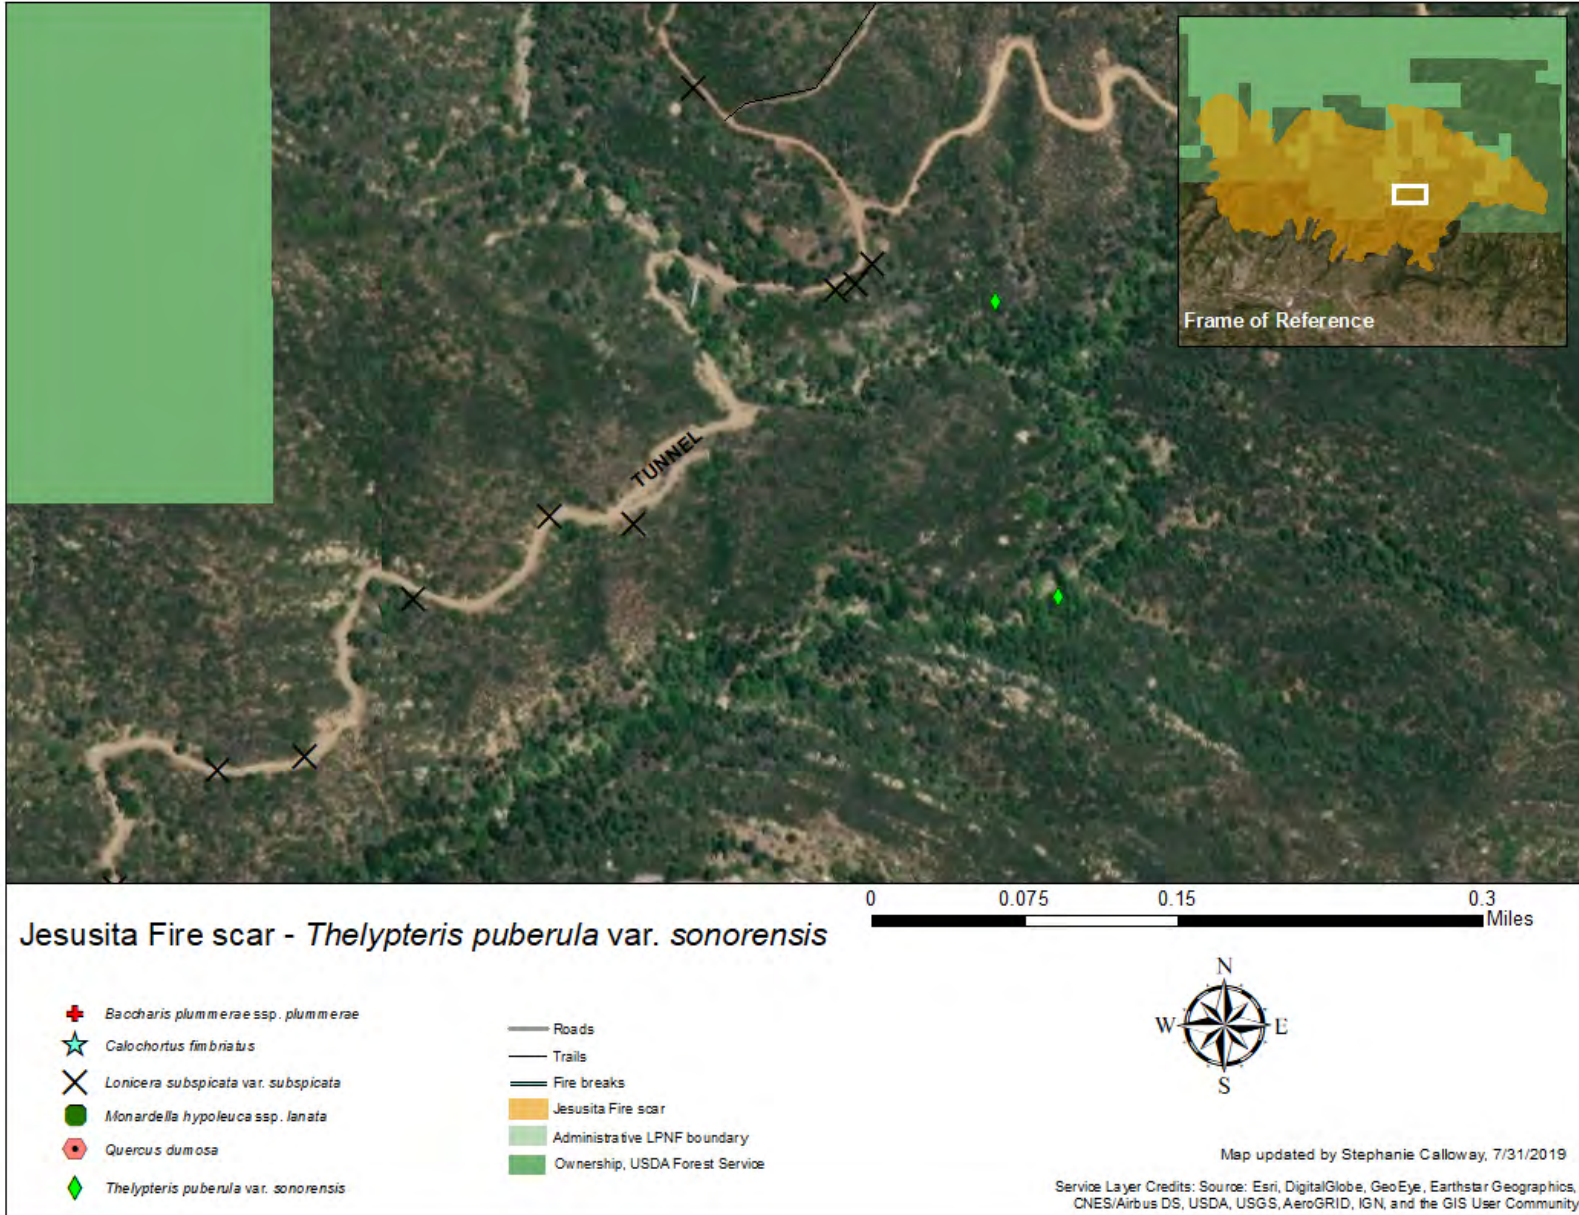 Frame of Reference
TUNNEL
0 0.075 0.15 0.3
Miles
Jesusita Fire scar - Thelypteris puberula var. sonorensis
Baccharis plummerae ssp. plummerae
Calochortus fimbriatus
Lonicera subspicata var. subspicata
Monardella hypoleuca ssp. lanata
Quercus dumosa
Thelypteris puberula var. sonorensis
Roads
Trails
Fire breaks
Jesusita Fire scar
Administrative LPNF boundary
Ownership, USDA Forest Service
N
W E
S
Map updated by Stephanie Calloway, 7/31/2019
Service Layer Credits: Source: Esri, DigitalGlobe, GeoEye, Earthstar Geographics,
CNES/Airbus DS, USDA, USGS, AeroGRID, IGN, and the GIS User Community